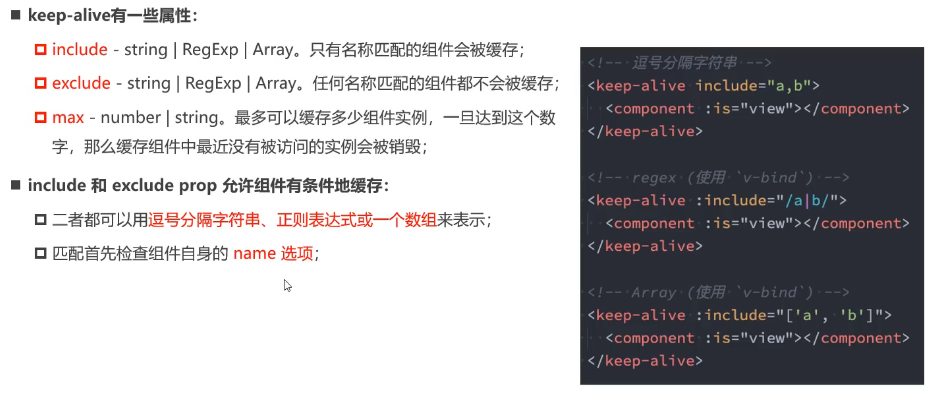 keep-alive有一些属性：
include - string | RegExp | Array。只有名称匹配的组件会被缓存；
exclude - string | RegExp | Array。任何名称匹配的组件都不会被缓存；
max - number | string。最多可以缓存多少组件实例，一旦达到这个数
字，那么缓存组件中最近没有被访问的实例会被销毁；
include 和 exclude prop 允许组件有条件地缓存：
二者都可以用逗号分隔字符串、正则表达式或一个数组来表示；
匹配首先检查组件自身的 name 选项；
<!-- 逗号分隔字符串 -->
<keep-alive include="a,b">
  <component :is="view"></component>
</keep-alive>
<!-- regex (使用 `v-bind`) -->
<keep-alive :include="/a|b/">
  <component :is="view"></component>
</keep-alive>
<!-- Array (使用 `v-bind`) -->
<keep-alive :include="['a', 'b']">
  <component :is="view"></component>
</keep-alive>